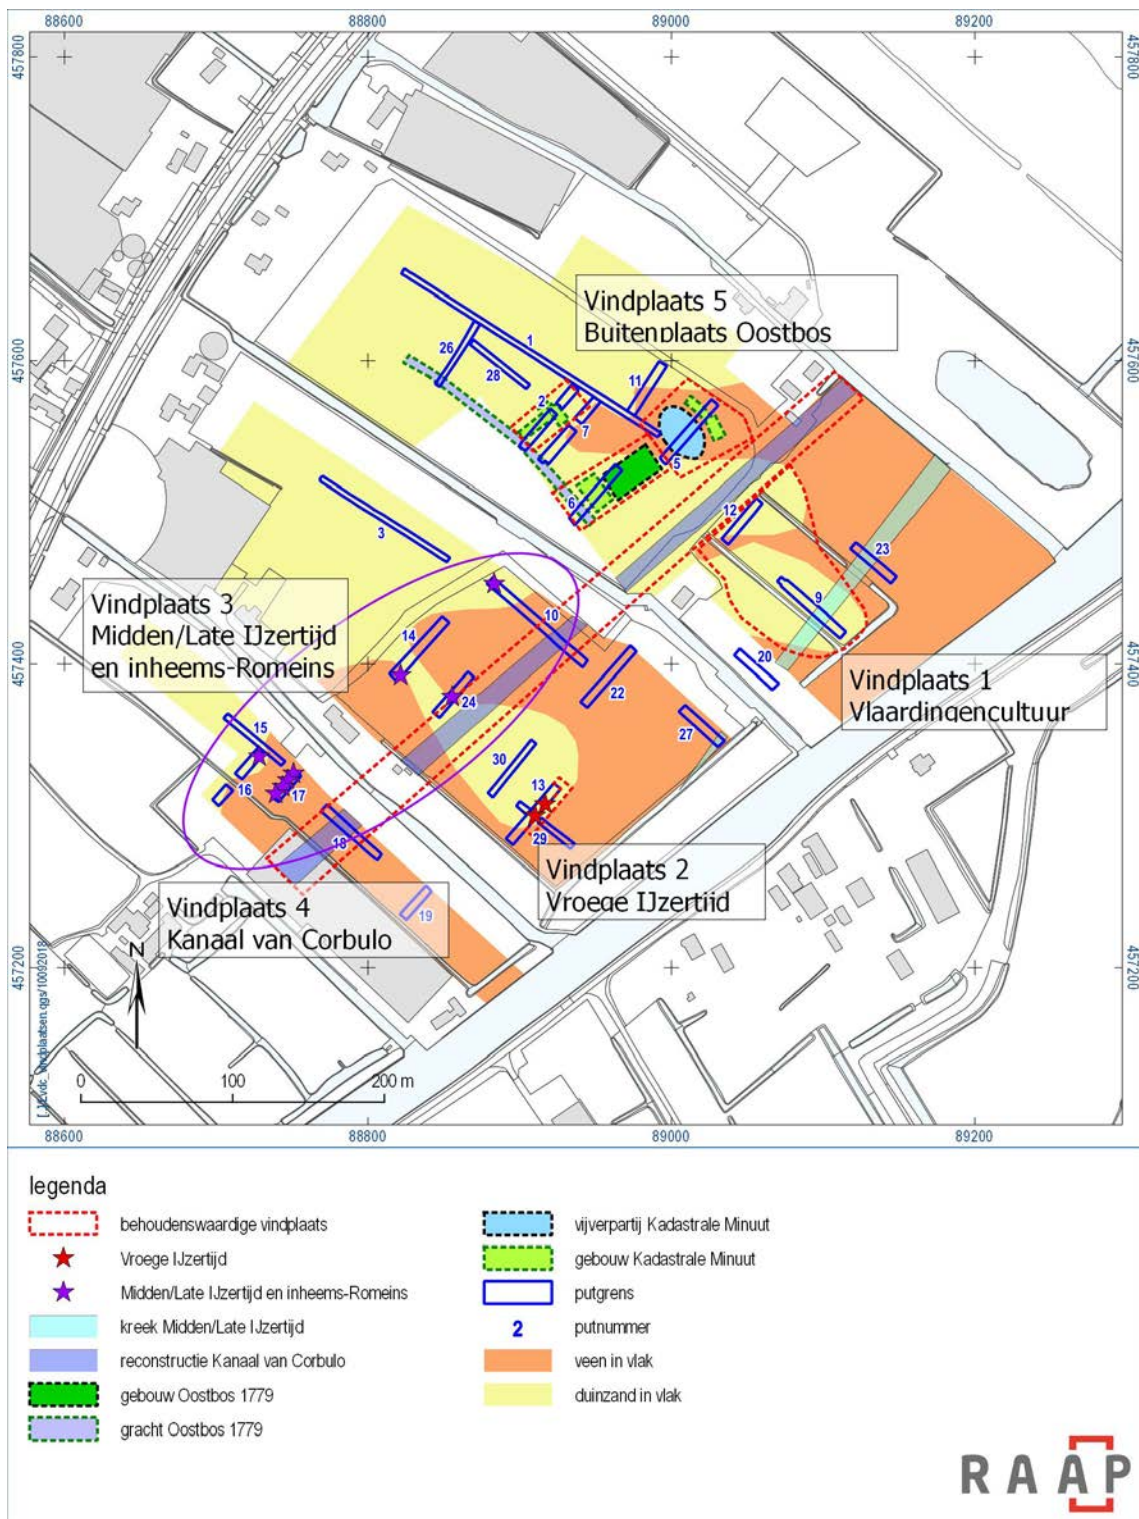 88600 88800 89000 89200
457800
457800
Vindplaats 5
Buitenplaats Oostbos
457600
457600
1
26
28
11
2
7
5
6
12
3
23
Vindplaats 3
Midden/Late IJzertijd
en inheems-Romeins
9
10
14
457400
457400
20
24
22
Vindplaats 1
Vlaardingencultuur
27
15
30
16
17
13
18
29
Vindplaats 2
Vroege IJzertijd
19
Vindplaats 4
Kanaal van Corbulo
N
457200
457200
0 100 200 m
88600 88800 89000 89200
legenda
behoudenswaardige vindplaats
Vroege IJzertijd
Midden/Late IJzertijd en inheems-Romeins
kreek Midden/Late IJzertijd
reconstructie Kanaal van Corbulo
gebouw Oostbos 1779
gracht Oostbos 1779
vijverpartij Kadastrale Minuut
gebouw Kadastrale Minuut
putgrens
2 putnummer
veen in vlak
duinzand in vlak
RAAP